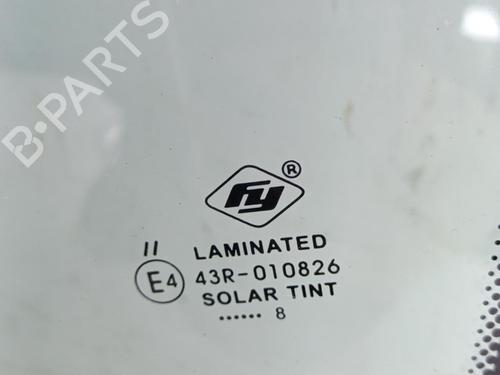 B-PARTS
FY®
II
LAMINATED
E4 43R-010826
SOLAR TINT
...... 8